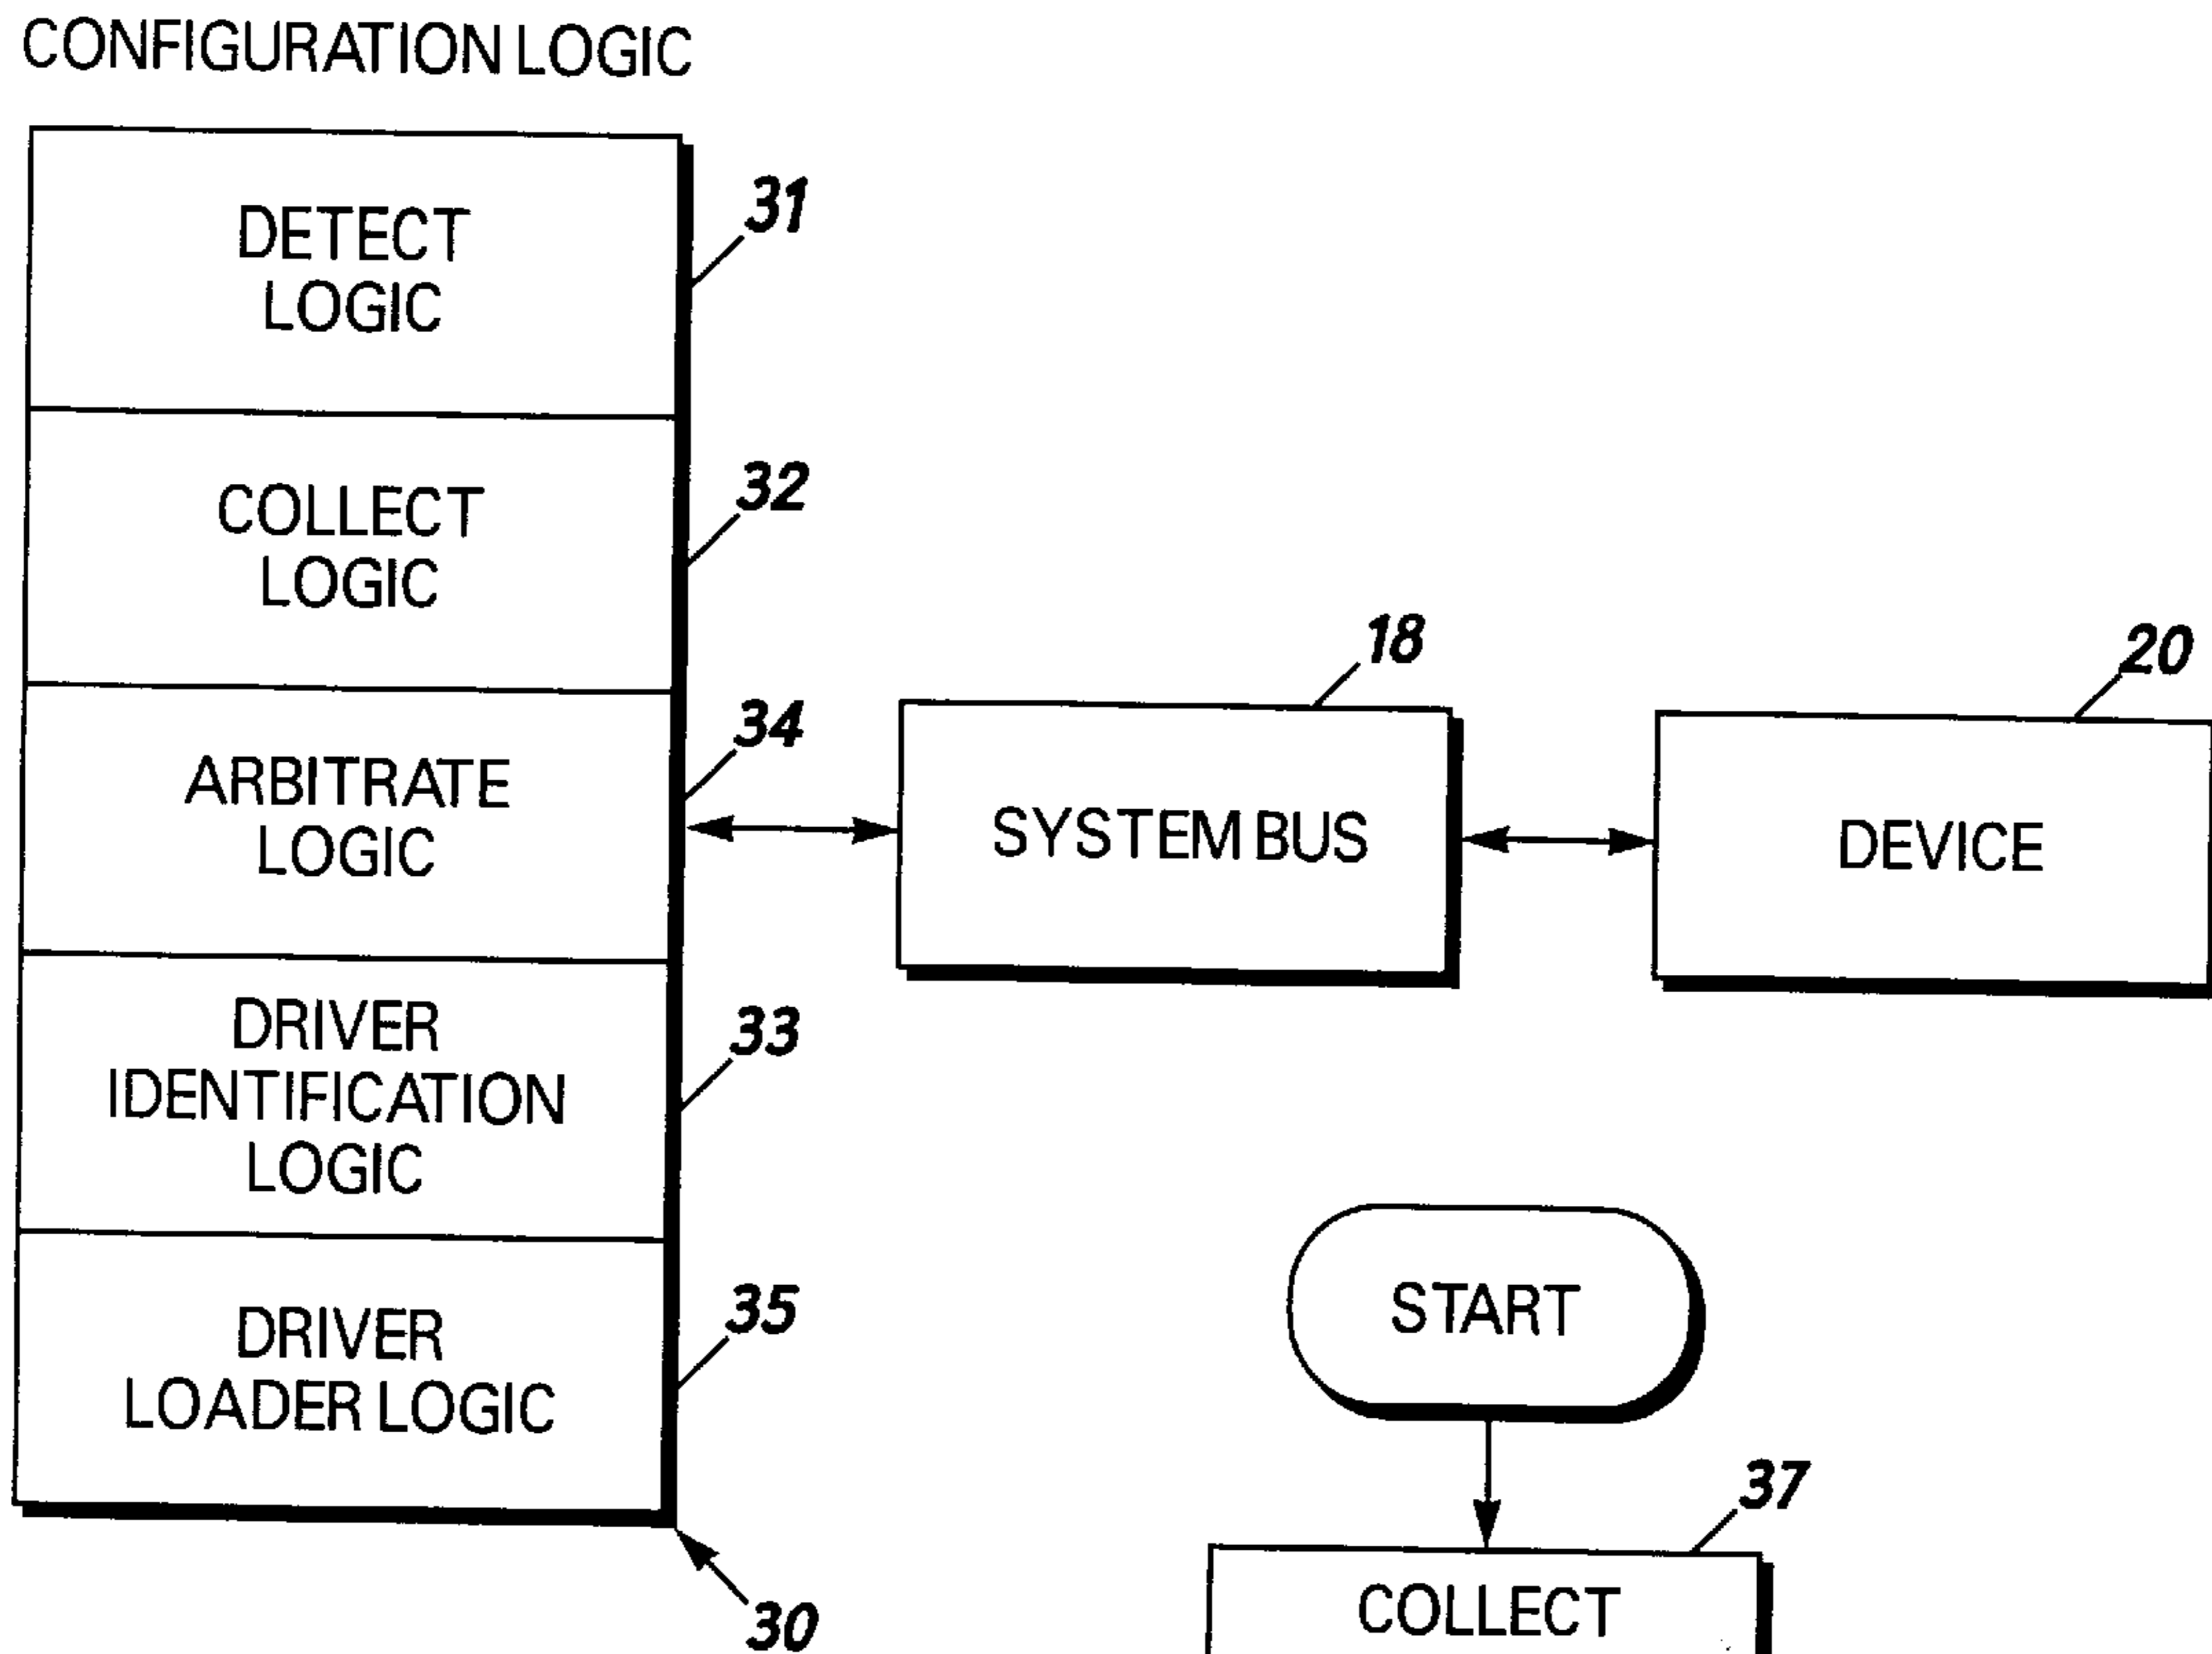 CONFIGURATION LOGIC
DETECT
LOGIC
31
COLLECT
LOGIC
32
ARBITRATE
LOGIC
34
DRIVER
IDENTIFICATION
LOGIC
33
DRIVER
LOADER LOGIC
35
30
SYSTEM BUS
18
DEVICE
20
START
37
COLLECT